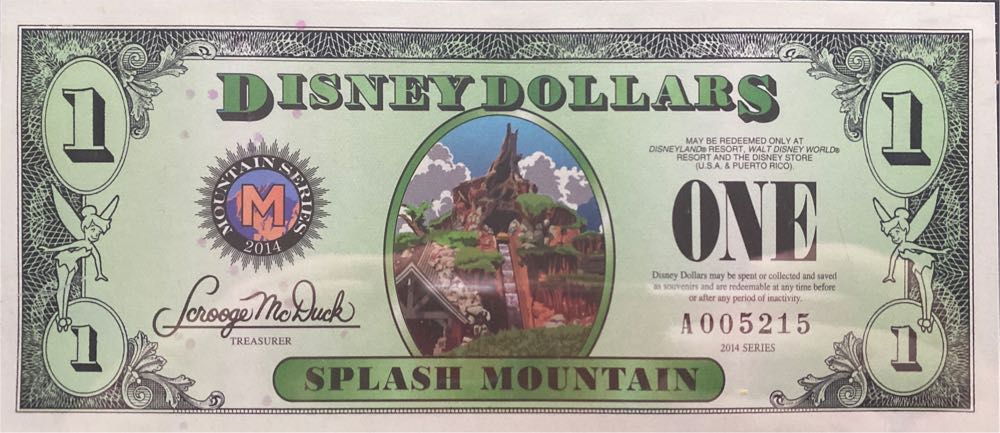 1
1
DISNEY DOLLARS
MOUNTAIN SERIES
M
2014
MAY BE REDEEMED ONLY AT
DISNEYLAND® RESORT, WALT DISNEY WORLD®
RESORT AND THE DISNEY STORE
(U.S.A. & PUERTO RICO).
ONE
Disney Dollars may be spent or collected and saved
as souvenirs and are redeemable at any time before
or after any period of inactivity.
Scrooge McDuck
TREASURER
A005215
2014 SERIES
1
1
SPLASH MOUNTAIN